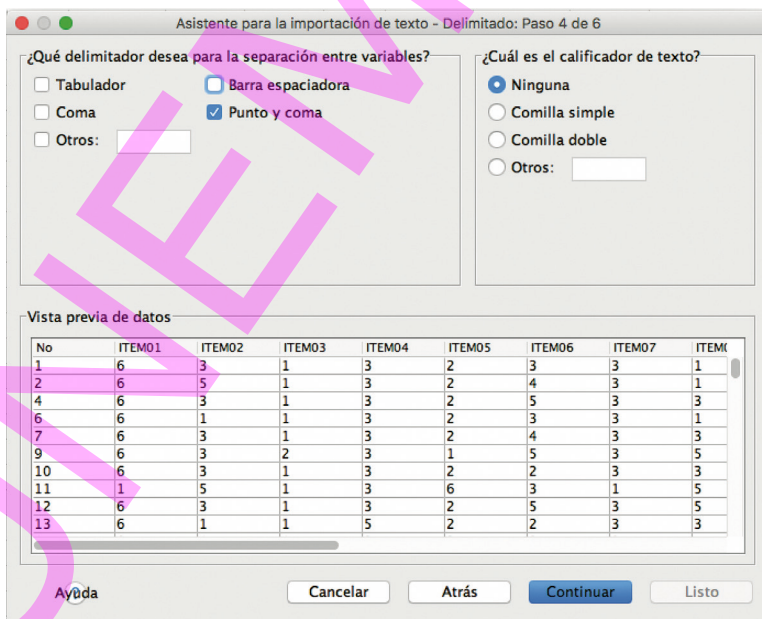 Asistente para la importación de texto - Delimitado: Paso 4 de 6
¿Qué delimitador desea para la separación entre variables?
Tabulador Barra espaciadora
Coma Punto y coma
Otros:
¿Cuál es el calificador de texto?
Ninguna
Comilla simple
Comilla doble
Otros:
Vista previa de datos
No ITEM01 ITEM02 ITEM03 ITEM04 ITEM05 ITEM06 ITEM07 ITEM0
1 6 3 1 3 2 3 3 1
2 6 5 1 3 2 4 3 1
4 6 3 1 3 2 5 3 3
6 6 1 1 3 2 3 3 1
7 6 3 1 3 2 4 3 3
9 6 3 2 3 1 5 3 5
10 6 3 1 3 2 2 3 3
11 1 5 1 3 6 3 1 5
12 6 3 1 3 2 5 3 5
13 6 1 1 5 2 2 3 3
Ayuda Cancelar Atrás Continuar Listo